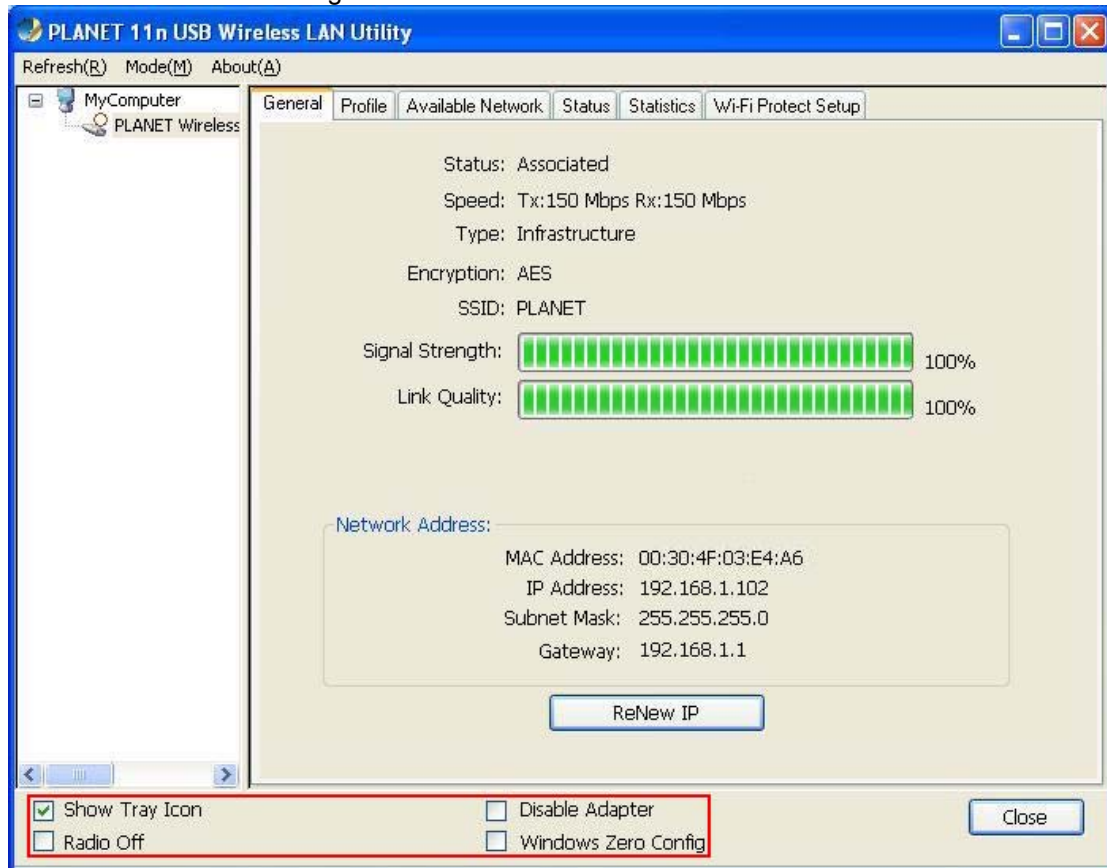 PLANET 11n USB Wireless LAN Utility
Refresh(R) Mode(M) About(A)
MyComputer
PLANET Wireless
General Profile Available Network Status Statistics Wi-Fi Protect Setup
Status: Associated
Speed: Tx:150 Mbps Rx:150 Mbps
Type: Infrastructure
Encryption: AES
SSID: PLANET
Signal Strength: 100%
Link Quality: 100%
Network Address:
MAC Address: 00:30:4F:03:E4:A6
IP Address: 192.168.1.102
Subnet Mask: 255.255.255.0
Gateway: 192.168.1.1
ReNew IP
Show Tray Icon Disable Adapter
Radio Off Windows Zero Config
Close